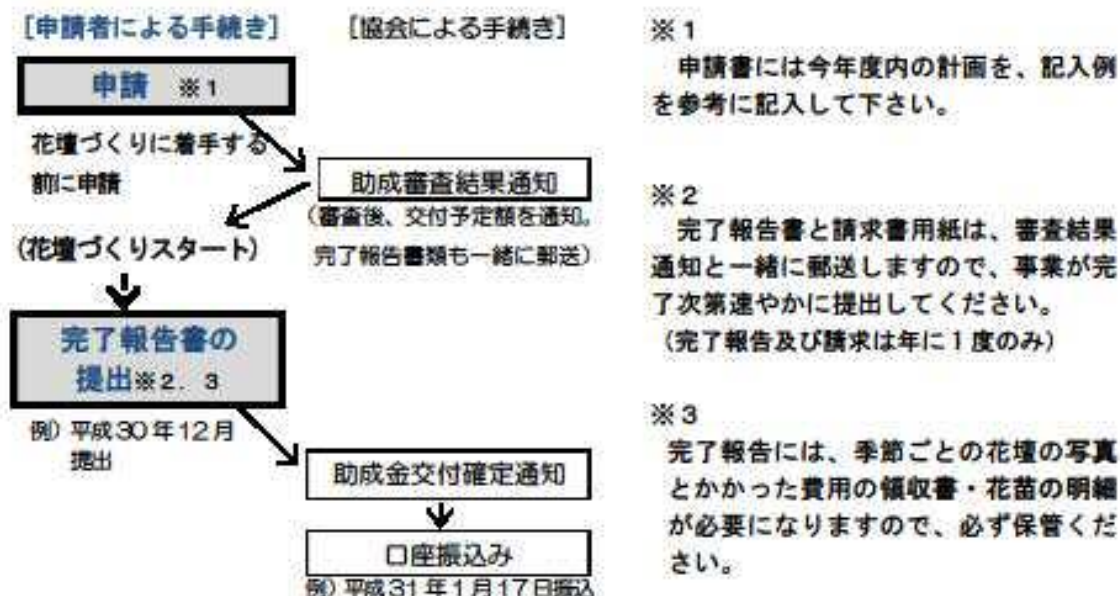 [申請者による手続き]
[協会による手続き]
申請 ※1
花壇づくりに着手する
前に申請
助成審査結果通知
(審査後、交付予定額を通知。
完了報告書類も一緒に郵送)
(花壇づくりスタート)
完了報告書の
提出※2．3
例) 平成30年12月
提出
助成金交付確定通知
口座振込み
例) 平成31年1月17日振込
※1
申請書には今年度内の計画を、記入例
を参考に記入して下さい。
※2
完了報告書と請求書用紙は、審査結果
通知と一緒に郵送しますので、事業が完
了次第速やかに提出してください。
(完了報告及び請求は年に1度のみ)
※3
完了報告には、季節ごとの花壇の写真
とかかった費用の領収書・花苗の明細
が必要になりますので、必ず保管くだ
さい。